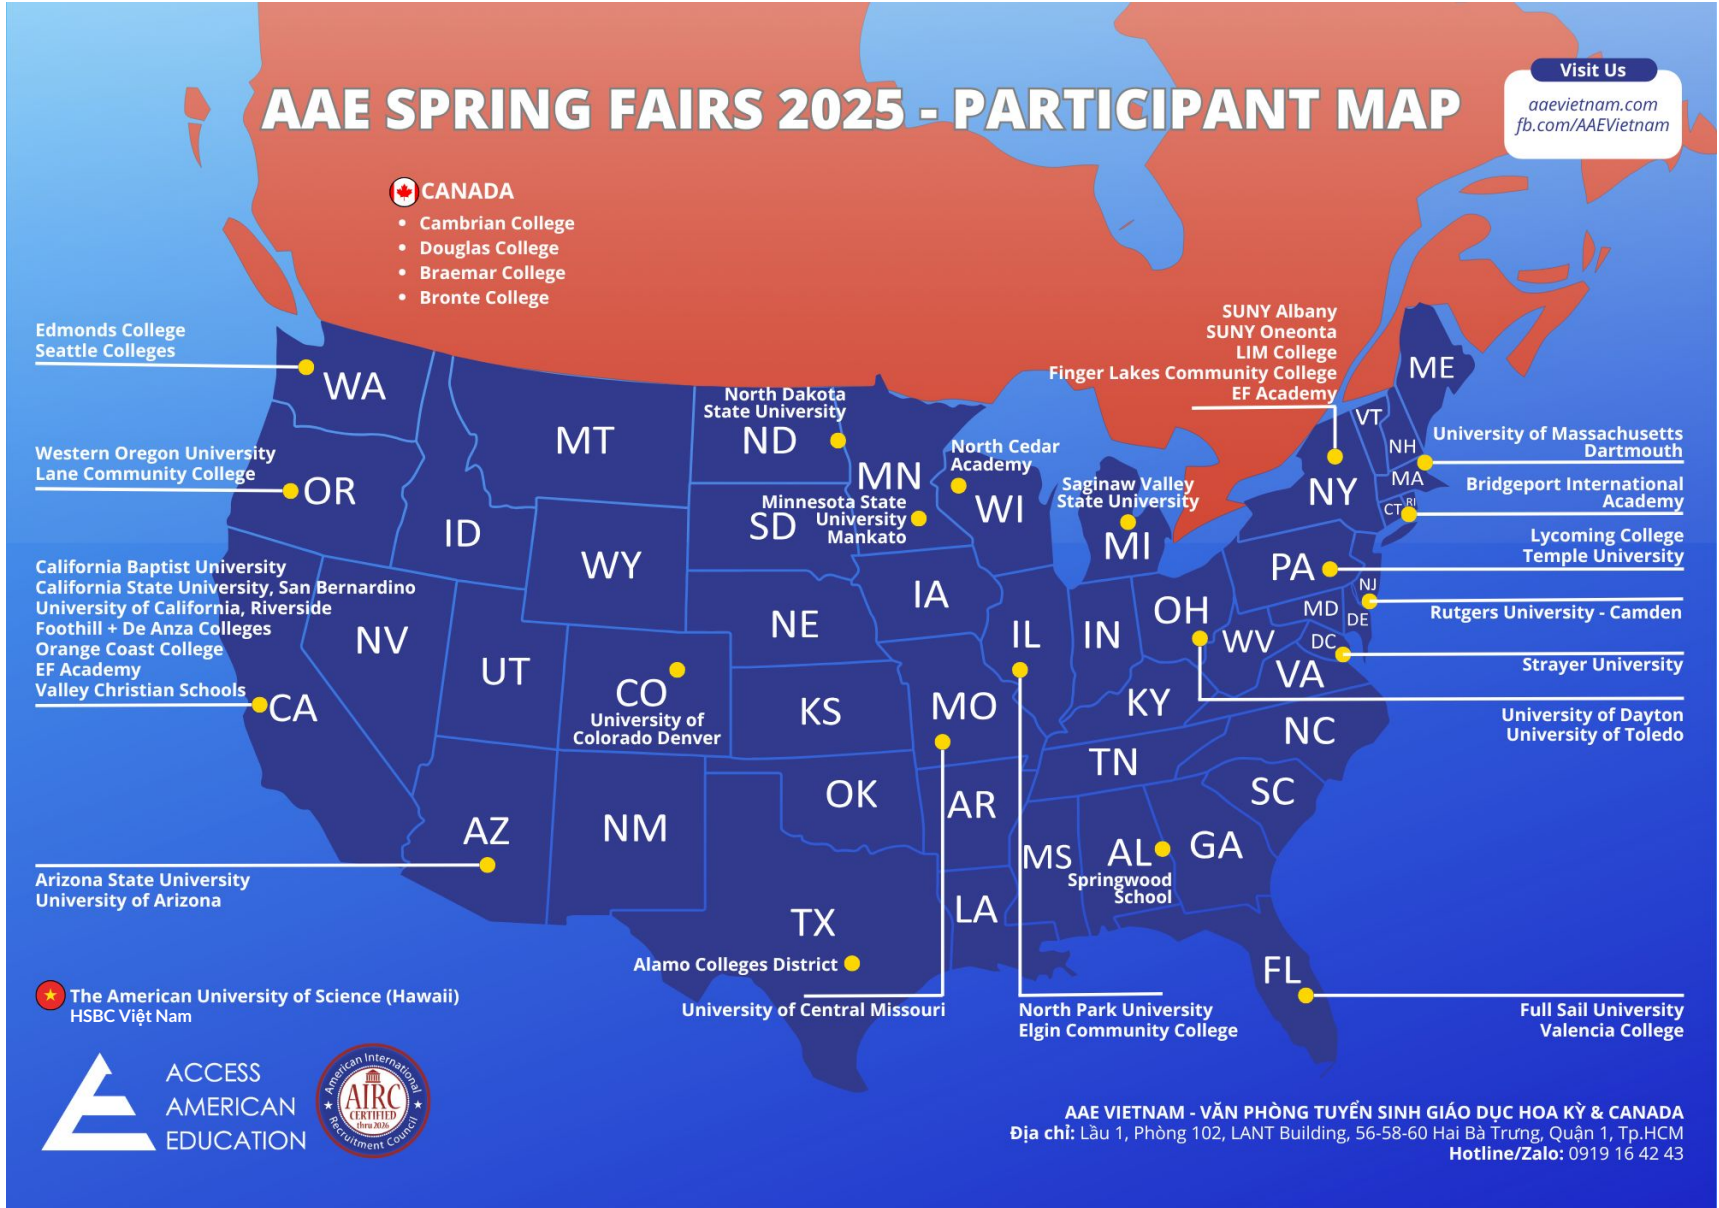 AAE SPRING FAIRS 2025 - PARTICIPANT MAP
Visit Us
aaevietnam.com
fb.com/AAEVietnam
CANADA
• Cambrian College
• Douglas College
• Braemar College
• Bronte College
Edmonds College
Seattle Colleges
WA
Western Oregon University
Lane Community College
OR
California Baptist University
California State University, San Bernardino
University of California, Riverside
Foothill + De Anza Colleges
Orange Coast College
EF Academy
Valley Christian Schools
CA
Arizona State University
University of Arizona
AZ
ID
NV
MT
WY
UT
CO
University of
Colorado Denver
NM
North Dakota
State University
ND
SD
NE
KS
OK
TX
Alamo Colleges District
MN
Minnesota State
University
Mankato
IA
MO
University of Central Missouri
AR
LA
North Cedar
Academy
WI
IL
North Park University
Elgin Community College
Saginaw Valley
State University
MI
IN
OH
University of Dayton
University of Toledo
KY
TN
MS
AL
Springwood
School
GA
FL
Full Sail University
Valencia College
SC
NC
VA
WV
SUNY Albany
SUNY Oneonta
LIM College
Finger Lakes Community College
EF Academy
NY
ME
VT
NH
University of Massachusetts
Dartmouth
MA
RI
CT
Bridgeport International
Academy
PA
Lycoming College
Temple University
NJ
Rutgers University - Camden
MD
DE
DC
Strayer University
The American University of Science (Hawaii)
HSBC Việt Nam
ACCESS
AMERICAN
EDUCATION
American International
AIRC
CERTIFIED
thru 2026
Recruitment Council
AAE VIETNAM - VĂN PHÒNG TUYỂN SINH GIÁO DỤC HOA KỲ & CANADA
Địa chỉ: Lầu 1, Phòng 102, LANT Building, 56-58-60 Hai Bà Trưng, Quận 1, Tp.HCM
Hotline/Zalo: 0919 16 42 43